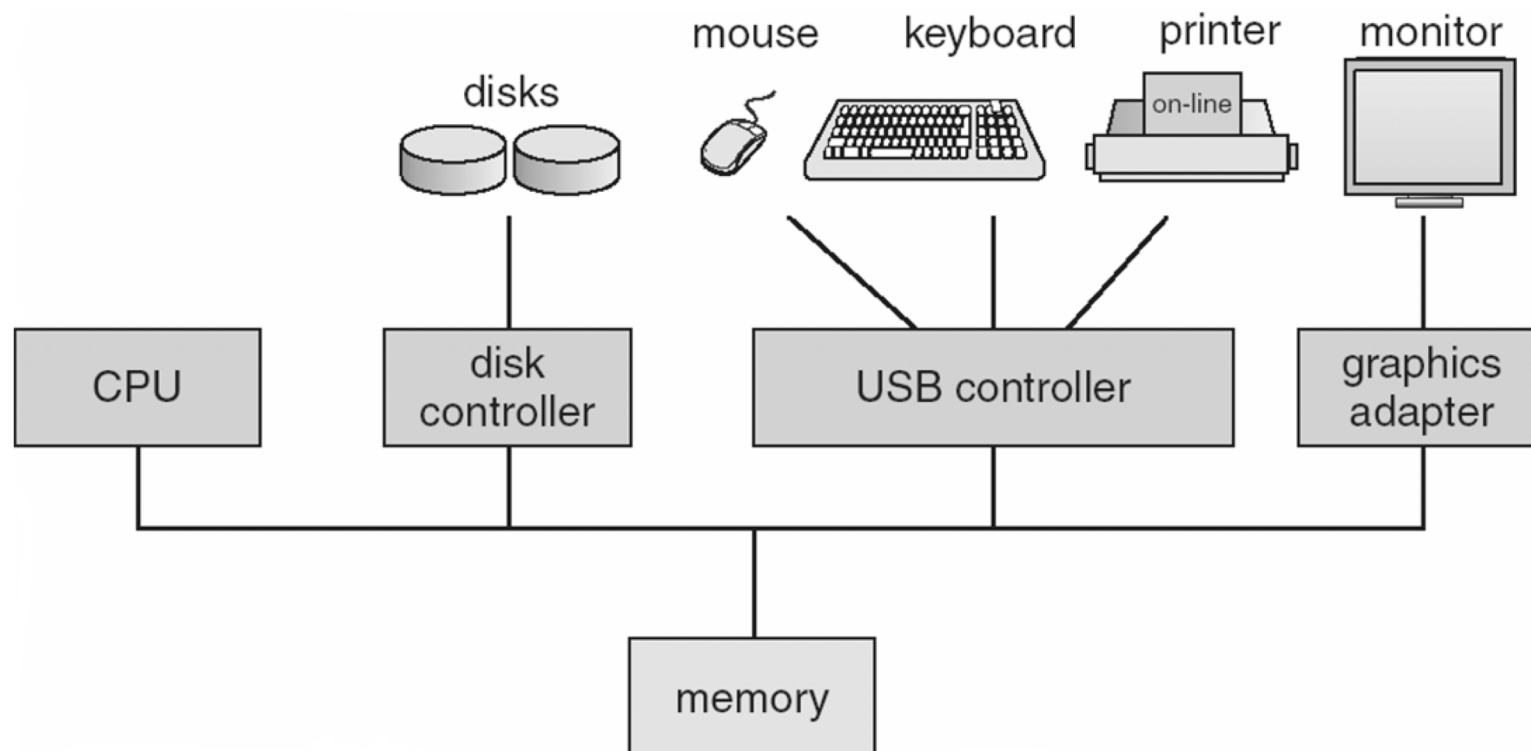 mouse
keyboard
printer
monitor
disks
on-line
CPU
disk
controller
USB controller
graphics
adapter
memory